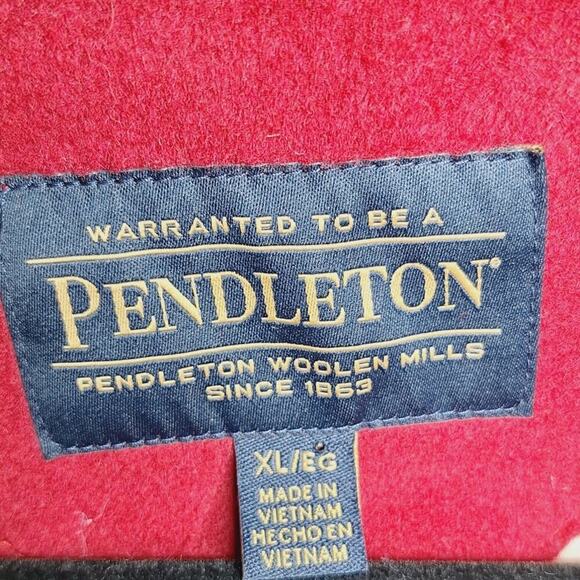 WARRANTED TO BE A
PENDLETON®
PENDLETON WOOLEN MILLS
SINCE 1863
XL/EG
MADE IN
VIETNAM
HECHO EN
VIETNAM